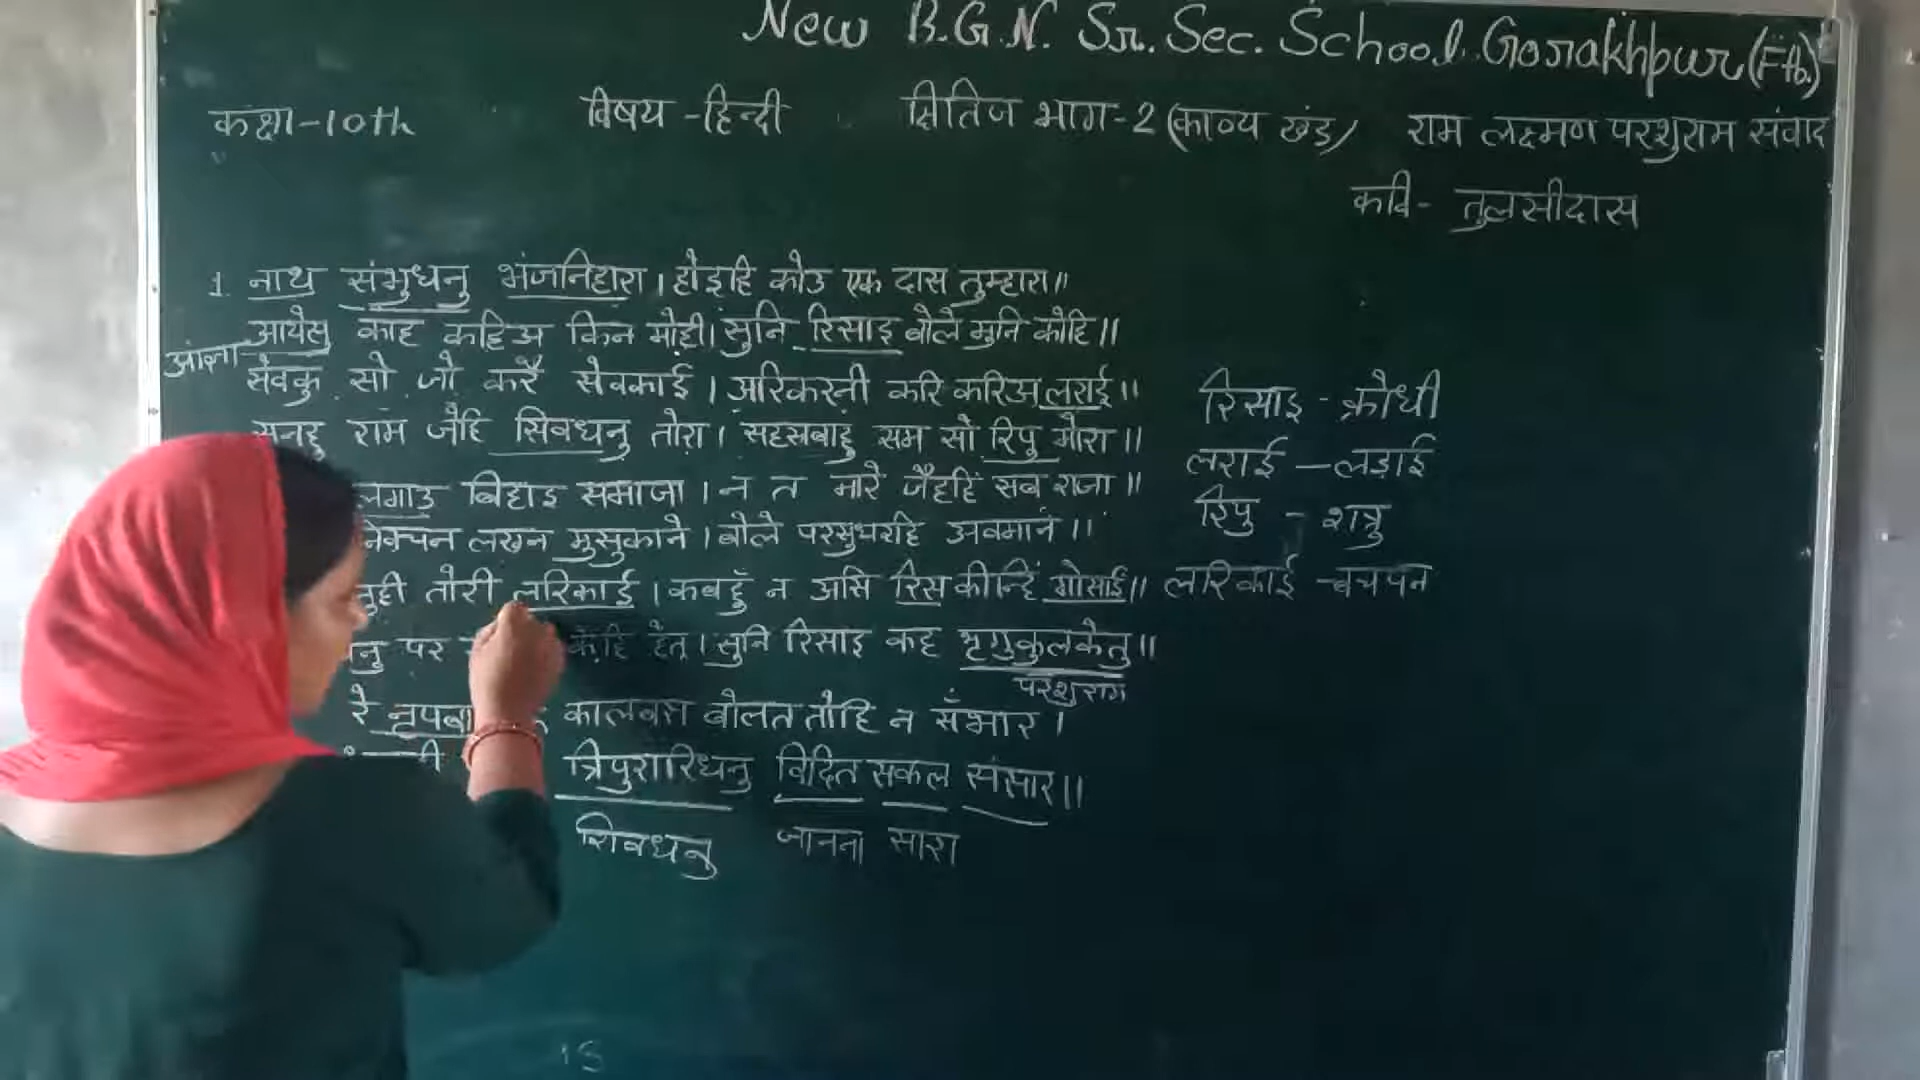 New B.G.N. Sr. Sec. School. Gorakhpur (Ftb.)
कक्षा-10th विषय -हिन्दी क्षितिज भाग-2 (काव्य खंड) राम लक्ष्मण परशुराम संवाद
कवि- तुलसीदास
1. नाथ संभुधनु भंजनिहारा। होइहि कोउ एक दास तुम्हारा॥
आयेसु काह कहिअ किन मोही। सुनि रिसाइ बोले मुनि कोहि॥
आज्ञा
सेवकु सो जो करै सेवकाई। अरिकरनी करि करिअ लराई॥
सुनहु राम जेहि सिवधनु तोरा। सहसबाहु सम सो रिपु मोरा॥
लगाउ बिहाइ समाजा। न त मारे जैहहिं सब राजा॥
लखन मुसुकाने। बोले परसुधरहि अवमाने॥
तोरी लरिकाई। कबहुँ न असि रिस कीन्हि गोसाईं॥
पर केहि हेतू। सुनि रिसाइ कह भृगुकुलकेतु॥
परशुराम
रे नृपबा कालबस बोलत तोहि न सँभार।
त्रिपुरारिधनु बिदित सकल संसार॥
शिवधनु जानना सारा
रिसाइ - क्रोधी
लराई - लड़ाई
रिपु - शत्रु
लरिकाई - बचपन
15